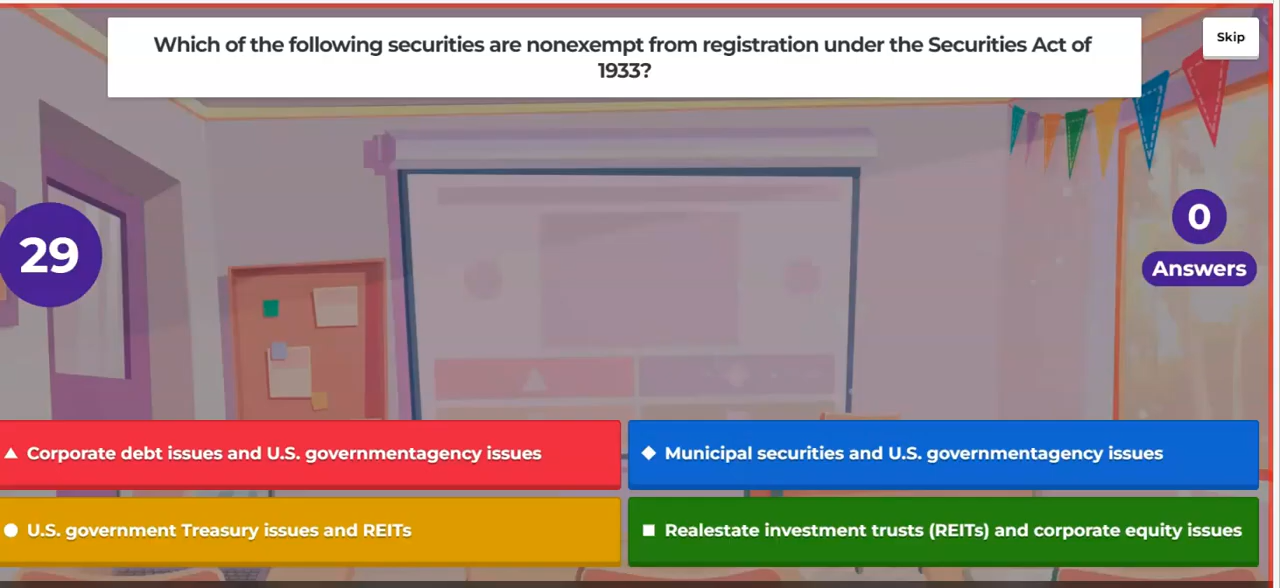 Which of the following securities are nonexempt from registration under the Securities Act of
1933?
Skip
29
0
Answers
Corporate debt issues and U.S. governmentagency issues
Municipal securities and U.S. governmentagency issues
U.S. government Treasury issues and REITs
Realestate investment trusts (REITs) and corporate equity issues